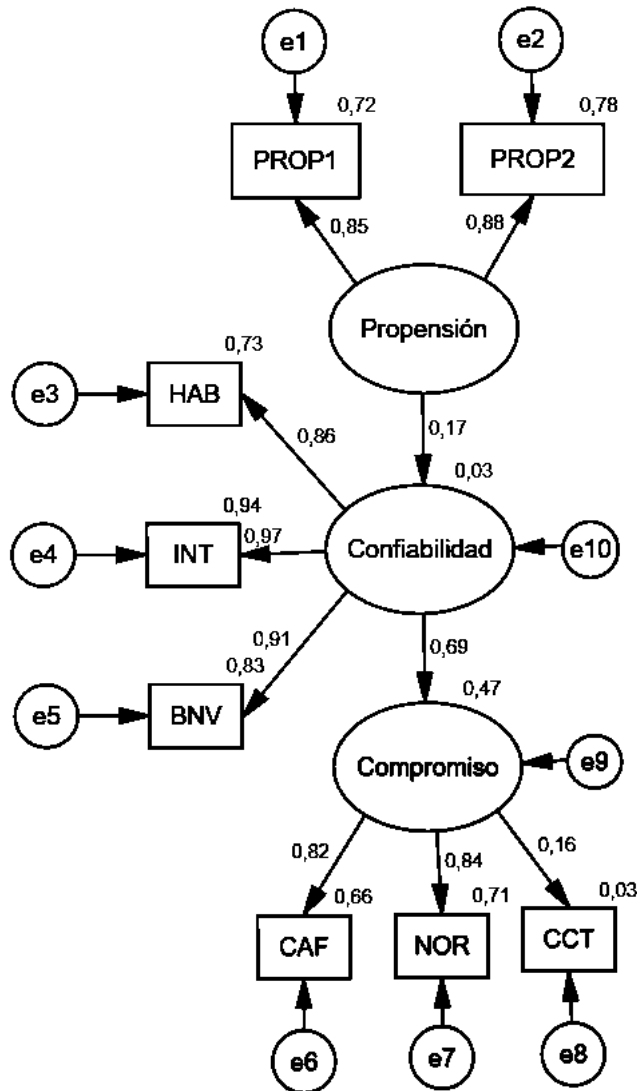 e1
e2
0,72
0,78
PROP1
PROP2
0,85
0,88
Propensión
0,73
e3
HAB
0,17
0,86
0,03
0,94
0,97
e4
INT
Confiabilidad
e10
0,91
0,69
0,83
0,47
e5
BNV
Compromiso
e9
0,82
0,84
0,16
0,66
0,71
0,03
CAF
NOR
CCT
e6
e7
e8